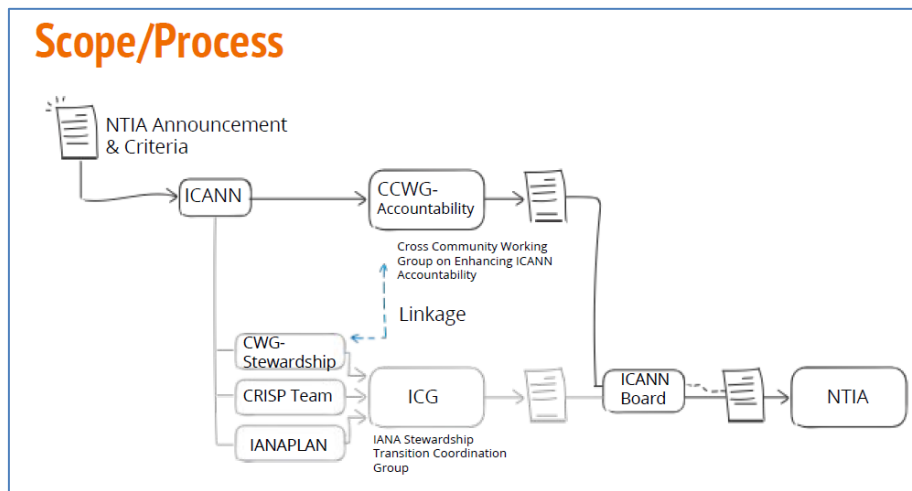 Scope/Process
NTIA Announcement
& Criteria
ICANN
CCWG-
Accountability
Cross Community Working
Group on Enhancing ICANN
Accountability
Linkage
CWG-
Stewardship
CRISP Team
IANAPLAN
ICG
IANA Stewardship
Transition Coordination
Group
ICANN
Board
NTIA